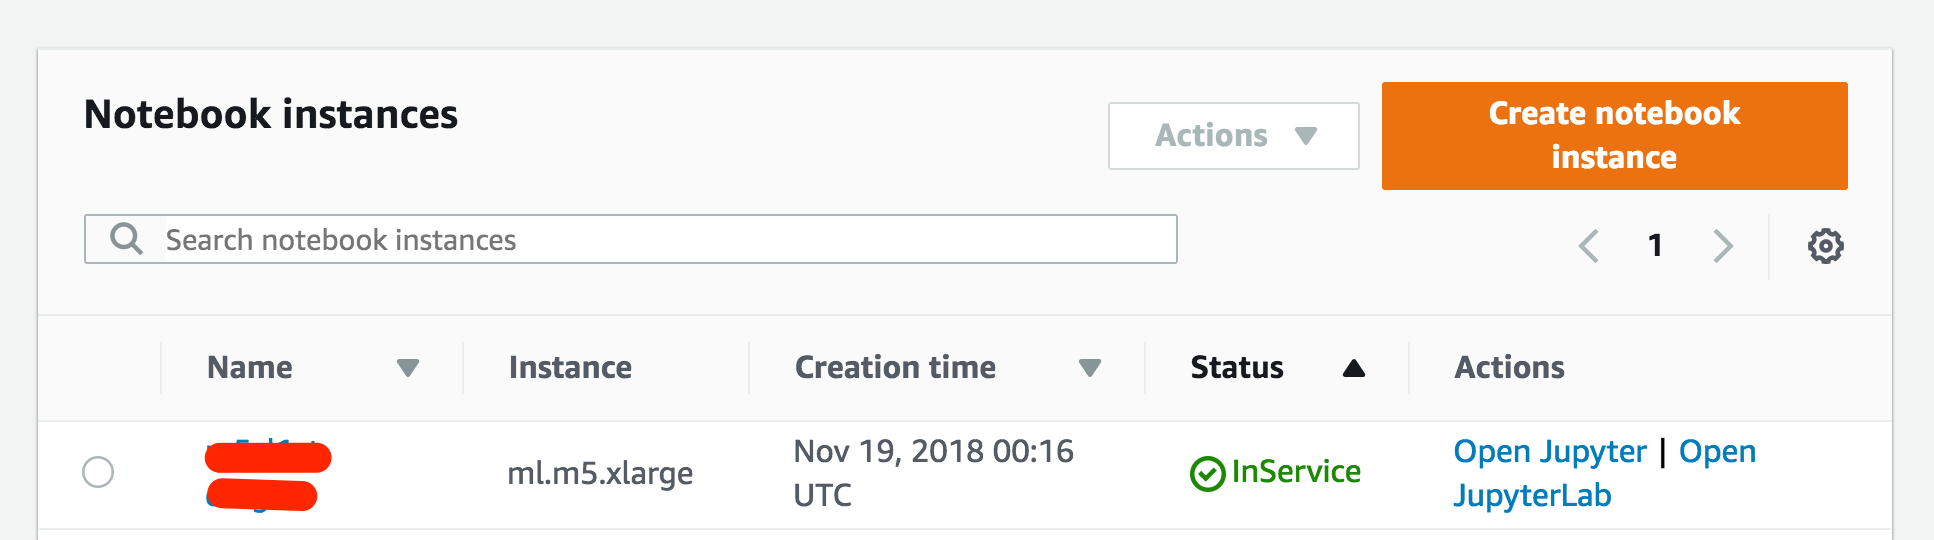 Notebook instances
Actions
Create notebook
instance
Search notebook instances
1
Name
Instance
Creation time
Status
Actions
ml.m5.xlarge
Nov 19, 2018 00:16
UTC
InService
Open Jupyter | Open
JupyterLab